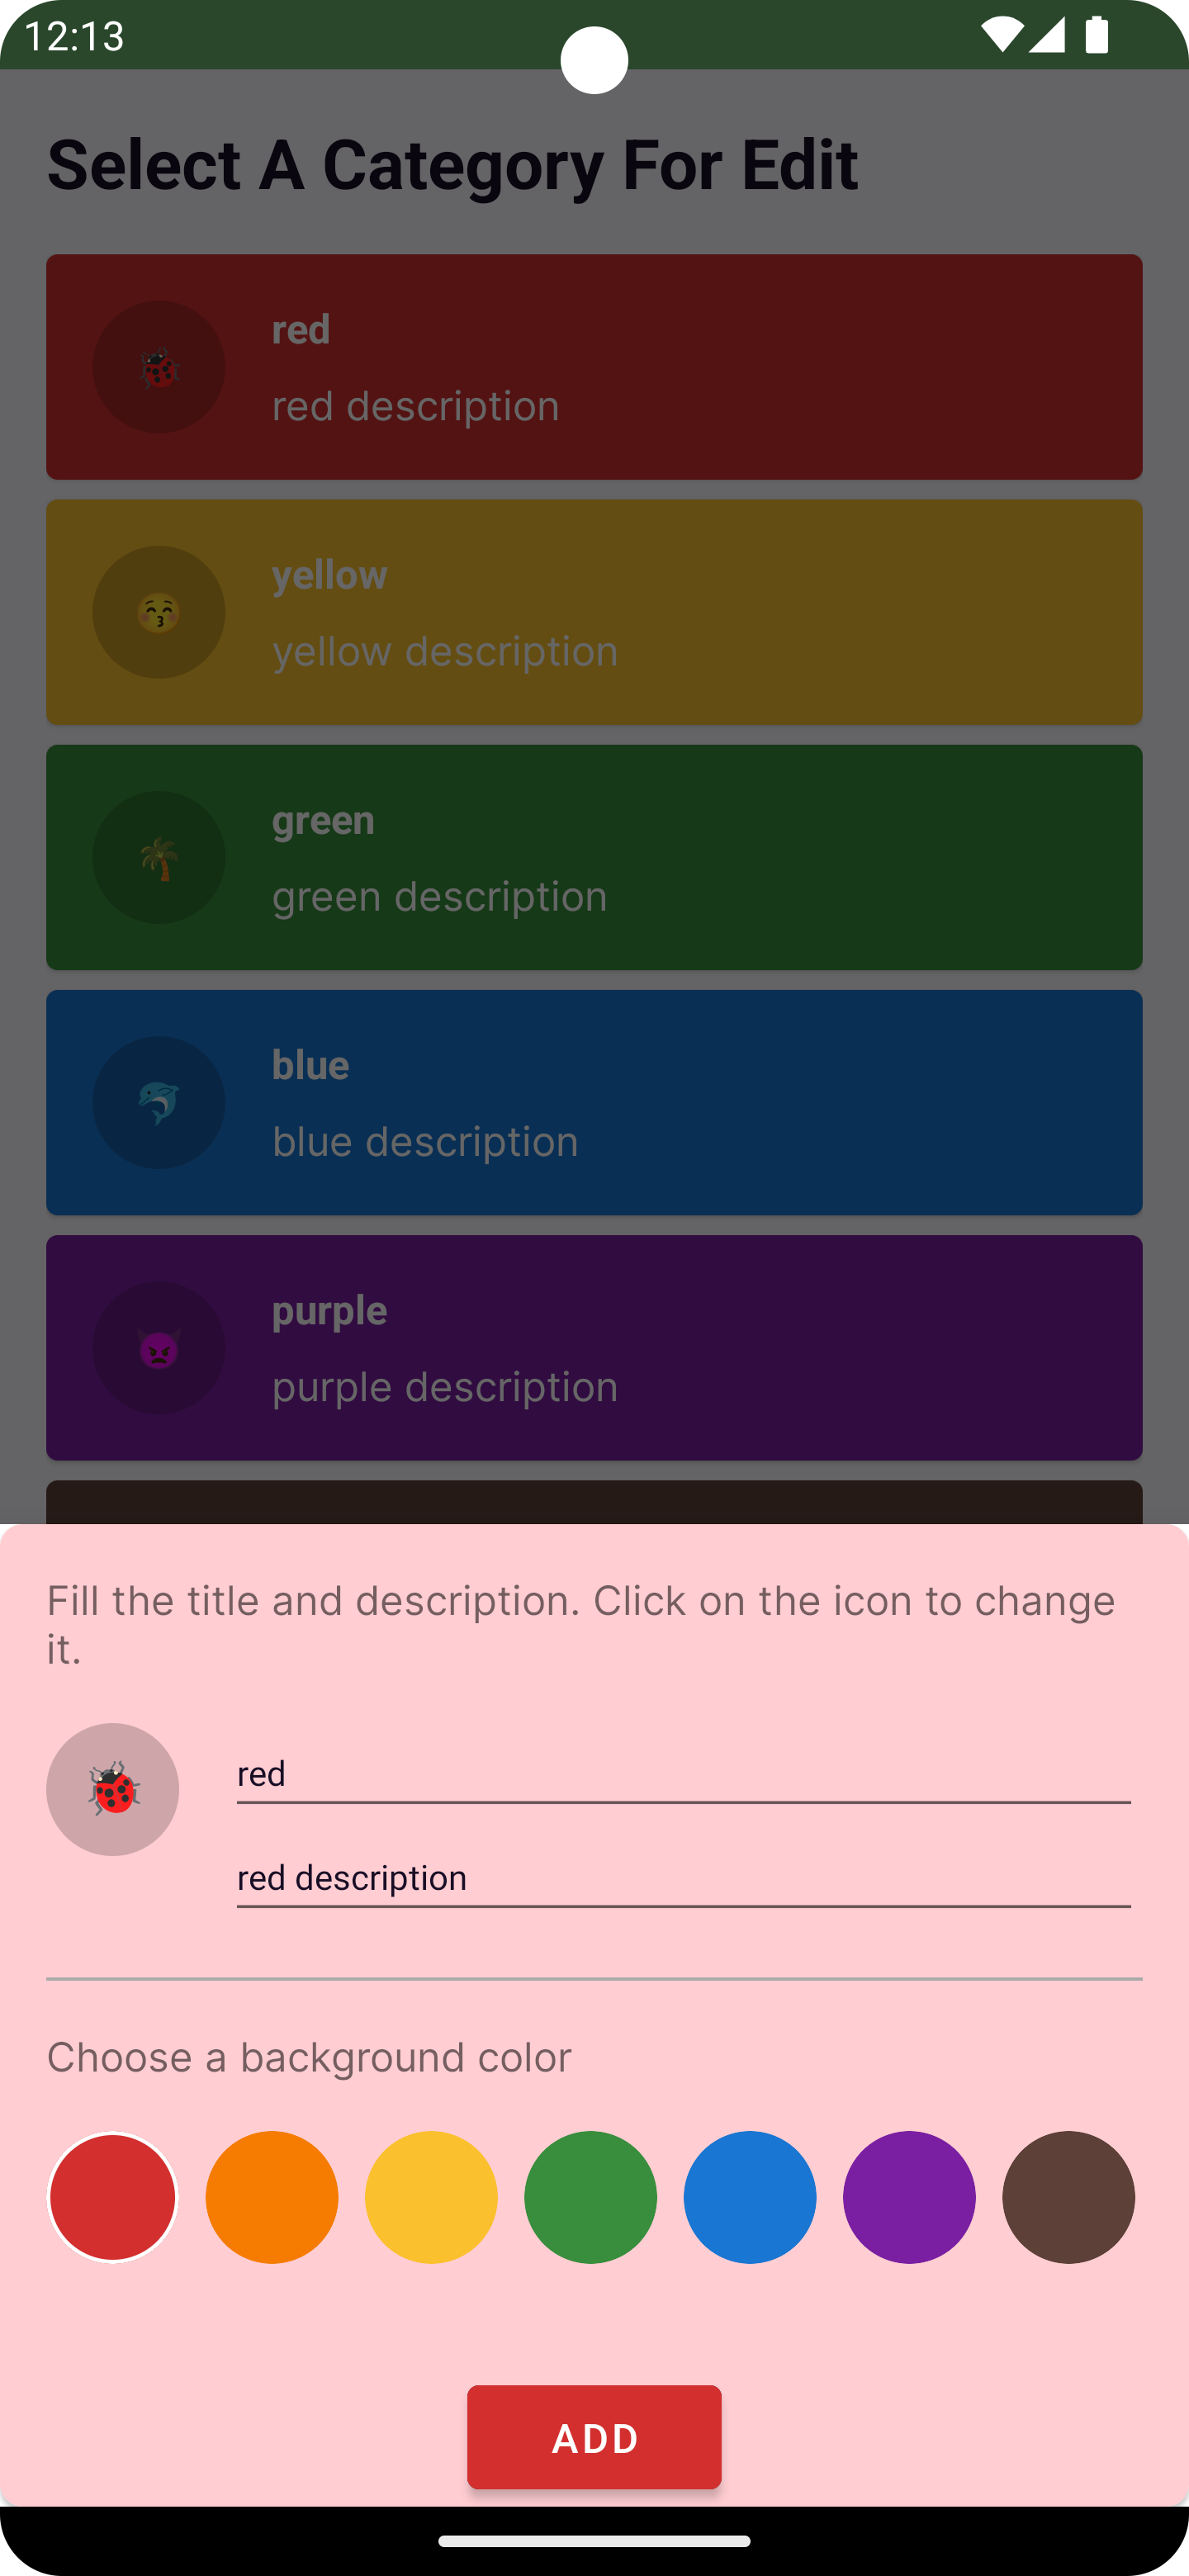 12:13
Select A Category For Edit
red
red description
yellow
yellow description
green
green description
blue
blue description
purple
purple description
Fill the title and description. Click on the icon to change
it.
red
red description
Choose a background color
ADD